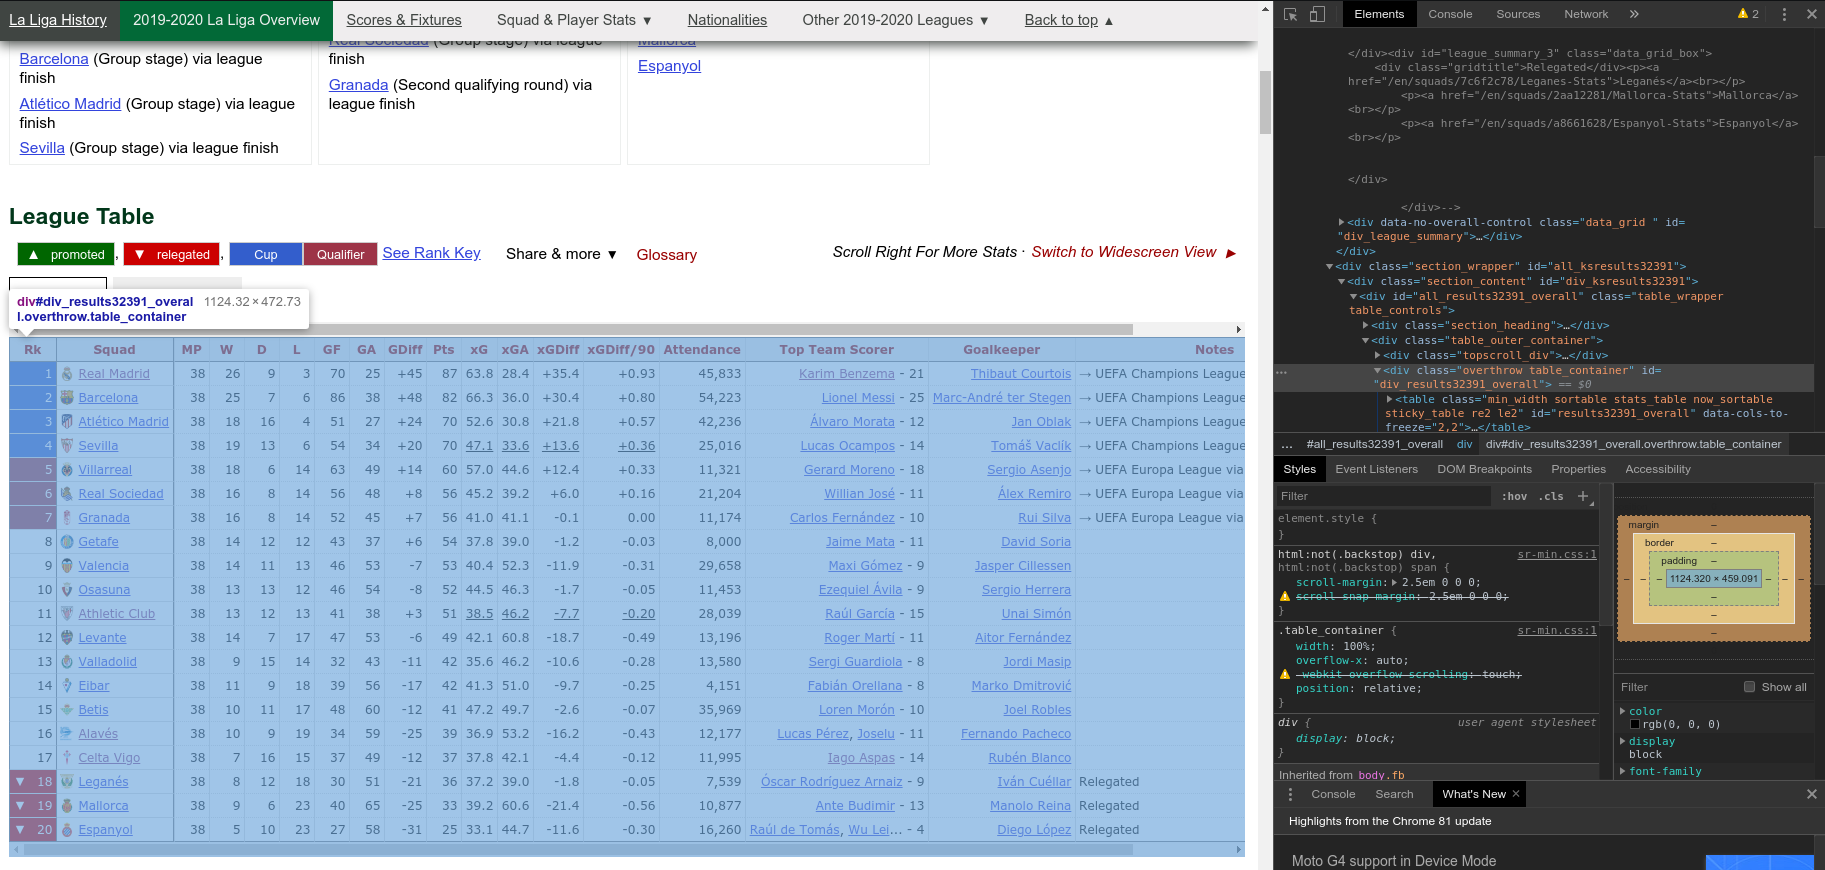 La Liga History 2019-2020 La Liga Overview Scores & Fixtures Squad & Player Stats ▼ Nationalities Other 2019-2020 Leagues ▼ Back to top ▲
Barcelona (Group stage) via league
finish
Atlético Madrid (Group stage) via league
finish
Sevilla (Group stage) via league finish
Real Sociedad (Group stage) via league
finish
Granada (Second qualifying round) via
league finish
Mallorca
Espanyol
League Table
▲ promoted, ▼ relegated, Cup Qualifier See Rank Key Share & more ▼ Glossary
Scroll Right For More Stats · Switch to Widescreen View ►
div#div_results32391_overal 1124.32 × 472.73
l.overthrow.table_container
Rk Squad MP W D L GF GA GDiff Pts xG xGA xGDiff xGDiff/90 Attendance Top Team Scorer Goalkeeper Notes
1 Real Madrid 38 26 9 3 70 25 +45 87 63.8 28.4 +35.4 +0.93 45,833 Karim Benzema - 21 Thibaut Courtois → UEFA Champions League
2 Barcelona 38 25 7 6 86 38 +48 82 66.3 36.0 +30.4 +0.80 54,223 Lionel Messi - 25 Marc-André ter Stegen → UEFA Champions League
3 Atlético Madrid 38 18 16 4 51 27 +24 70 52.6 30.8 +21.8 +0.57 42,236 Álvaro Morata - 12 Jan Oblak → UEFA Champions League
4 Sevilla 38 19 13 6 54 34 +20 70 47.1 33.6 +13.6 +0.36 25,016 Lucas Ocampos - 14 Tomáš Vaclík → UEFA Champions League
5 Villarreal 38 18 6 14 63 49 +14 60 57.0 44.6 +12.4 +0.33 11,321 Gerard Moreno - 18 Sergio Asenjo → UEFA Europa League via
6 Real Sociedad 38 16 8 14 56 48 +8 56 45.2 39.2 +6.0 +0.16 21,204 Willian José - 11 Álex Remiro → UEFA Europa League via
7 Granada 38 16 8 14 52 45 +7 56 41.0 41.1 -0.1 0.00 11,174 Carlos Fernández - 10 Rui Silva → UEFA Europa League via
8 Getafe 38 14 12 12 43 37 +6 54 37.8 39.0 -1.2 -0.03 8,000 Jaime Mata - 11 David Soria
9 Valencia 38 14 11 13 46 53 -7 53 40.4 52.3 -11.9 -0.31 29,658 Maxi Gómez - 9 Jasper Cillessen
10 Osasuna 38 13 13 12 46 54 -8 52 44.5 46.3 -1.7 -0.05 11,453 Ezequiel Ávila - 9 Sergio Herrera
11 Athletic Club 38 13 12 13 41 38 +3 51 38.5 46.2 -7.7 -0.20 28,039 Raúl García - 15 Unai Simón
12 Levante 38 14 7 17 47 53 -6 49 42.1 60.8 -18.7 -0.49 13,196 Roger Martí - 11 Aitor Fernández
13 Valladolid 38 9 15 14 32 43 -11 42 35.6 46.2 -10.6 -0.28 13,580 Sergi Guardiola - 8 Jordi Masip
14 Eibar 38 11 9 18 39 56 -17 42 41.3 51.0 -9.7 -0.25 4,151 Fabián Orellana - 8 Marko Dmitrović
15 Betis 38 10 11 17 48 60 -12 41 47.2 49.7 -2.6 -0.07 35,969 Loren Morón - 10 Joel Robles
16 Alavés 38 10 9 19 34 59 -25 39 36.9 53.2 -16.2 -0.43 12,177 Lucas Pérez, Joselu - 11 Fernando Pacheco
17 Celta Vigo 38 7 16 15 37 49 -12 37 37.8 42.1 -4.4 -0.12 11,995 Iago Aspas - 14 Rubén Blanco
▼ 18 Leganés 38 8 12 18 30 51 -21 36 37.2 39.0 -1.8 -0.05 7,539 Óscar Rodríguez Arnaiz - 9 Iván Cuéllar Relegated
▼ 19 Mallorca 38 9 6 23 40 65 -25 33 39.2 60.6 -21.4 -0.56 10,877 Ante Budimir - 13 Manolo Reina Relegated
▼ 20 Espanyol 38 5 10 23 27 58 -31 25 33.1 44.7 -11.6 -0.30 16,260 Raúl de Tomás, Wu Lei... - 4 Diego López Relegated
Elements Console Sources Network » 2
</div><div id="league_summary_3" class="data_grid_box">
<div class="gridtitle">Relegated</div><p><a
href="/en/squads/7c6f2c78/Leganes-Stats">Leganés</a><br></p>
<p><a href="/en/squads/2aa12281/Mallorca-Stats">Mallorca</a>
<br></p>
<p><a href="/en/squads/a8661628/Espanyol-Stats">Espanyol</a>
<br></p>
</div>
</div>-->
<div data-no-overall-control class="data_grid " id=
"div_league_summary">…</div>
</div>
<div class="section_wrapper" id="all_ksresults32391">
<div class="section_content" id="div_ksresults32391">
<div id="all_results32391_overall" class="table_wrapper
table_controls">
<div class="section_heading">…</div>
<div class="table_outer_container">
<div class="topscroll_div">…</div>
<div class="overthrow table_container" id=
"div_results32391_overall"> == $0
<table class="min_width sortable stats_table now_sortable
sticky_table re2 le2" id="results32391_overall" data-cols-to-
freeze="2,2">…</table>
... #all_results32391_overall div div#div_results32391_overall.overthrow.table_container
Styles Event Listeners DOM Breakpoints Properties Accessibility
Filter :hov .cls +
element.style {
}
html:not(.backstop) div, sr-min.css:1
html:not(.backstop) span {
scroll-margin: 2.5em 0 0 0;
scroll-snap-margin: 2.5em 0 0 0;
}
.table_container { sr-min.css:1
width: 100%;
overflow-x: auto;
-webkit-overflow-scrolling: touch;
position: relative;
}
div { user agent stylesheet
display: block;
}
Inherited from body.fb
margin –
border –
padding –
– – – 1124.320 × 459.091 – – –
–
–
–
Filter Show all
color
rgb(0, 0, 0)
display
block
font-family
Console Search What's New ×
Highlights from the Chrome 81 update
Moto G4 support in Device Mode